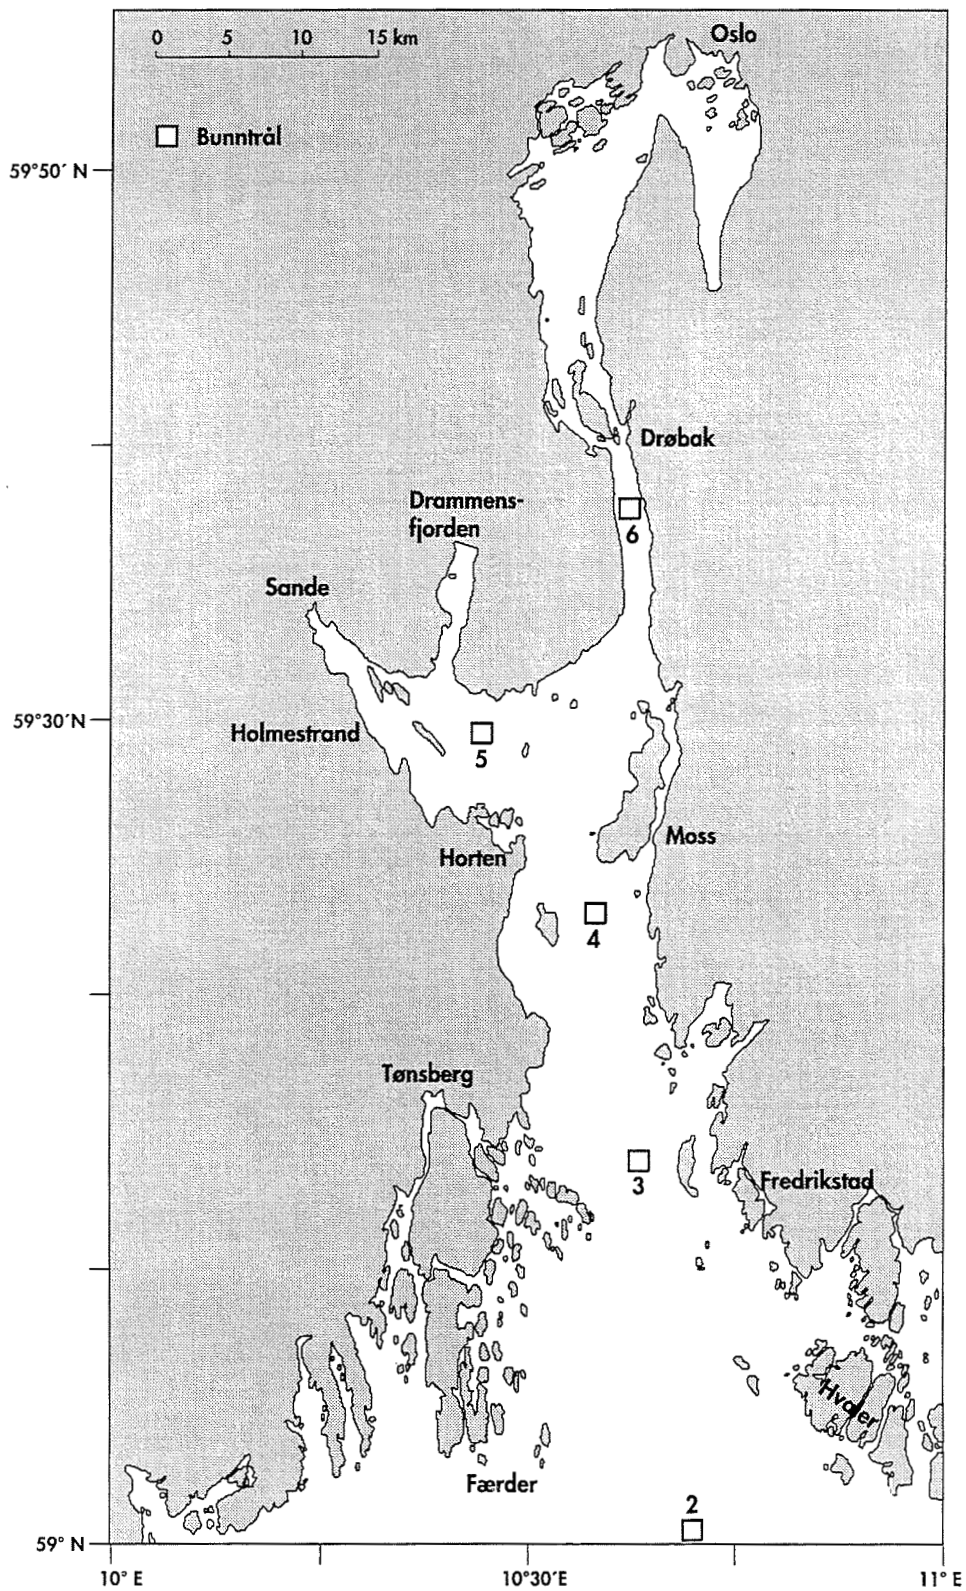 Oslo
0 5 10 15 km
Bunntrål
59°50´ N
Drøbak
Drammens-
fjorden
6
Sande
59°30´N
Holmestrand
5
Moss
Horten
4
Tønsberg
3
Fredrikstad
Hvaler
Færder
2
59° N
10° E 10°30´E 11° E